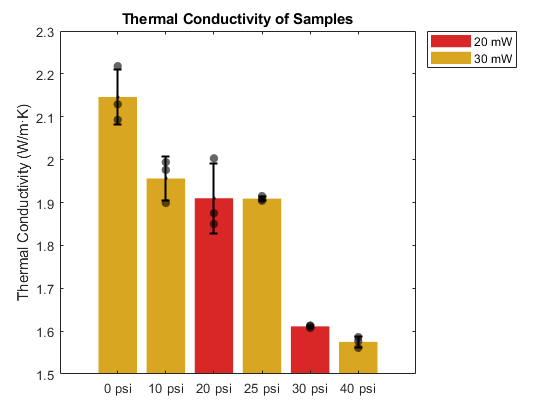 Thermal Conductivity of Samples
20 mW
30 mW
Thermal Conductivity (W/m·K)
2.3
2.2
2.1
2
1.9
1.8
1.7
1.6
1.5
0 psi 10 psi 20 psi 25 psi 30 psi 40 psi